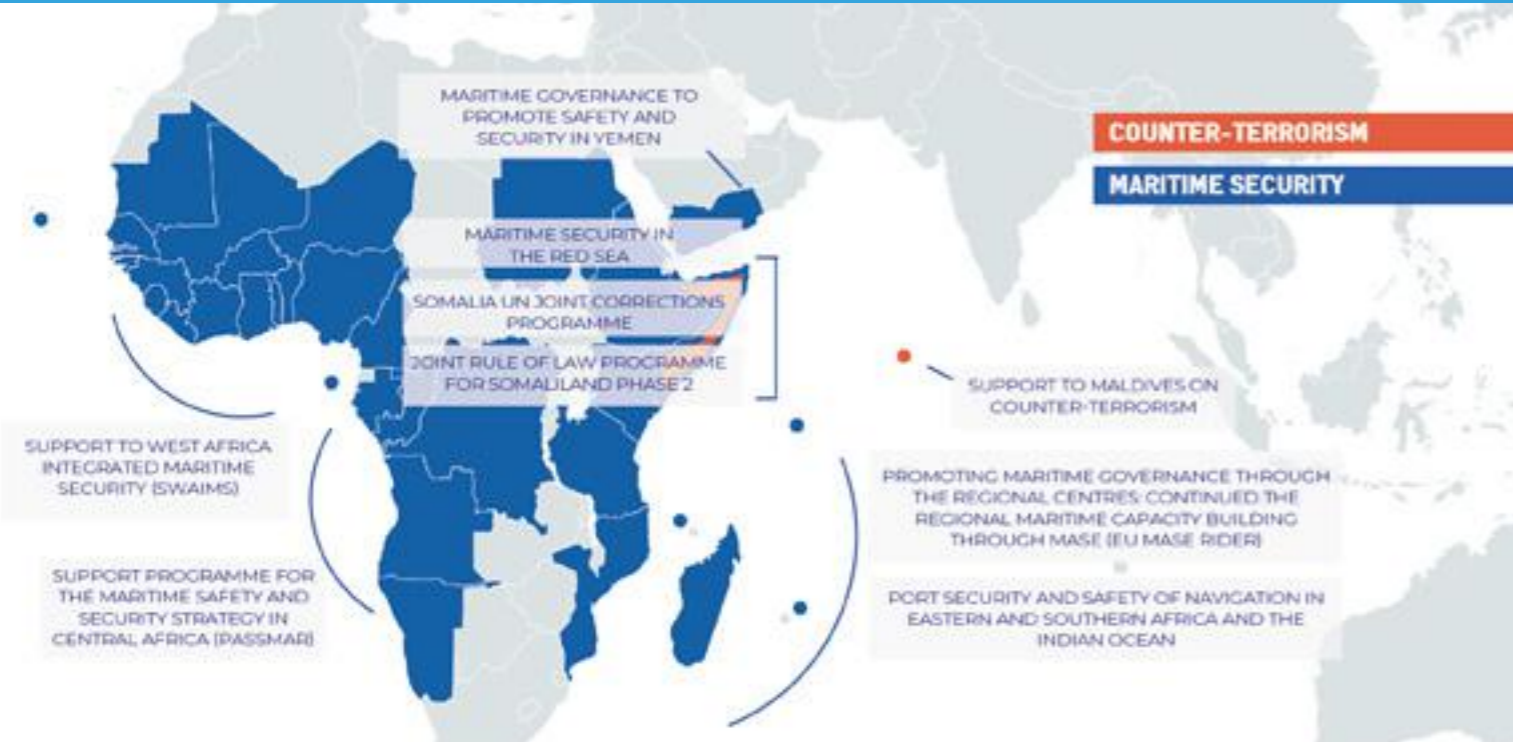 MARITIME GOVERNANCE TO
PROMOTE SAFETY AND
SECURITY IN YEMEN
COUNTER-TERRORISM
MARITIME SECURITY
MARITIME SECURITY IN
THE RED SEA
SOMALIA UN JOINT CORRECTIONS
PROGRAMME
JOINT RULE OF LAW PROGRAMME
FOR SOMALILAND PHASE 2
SUPPORT TO MALDIVES ON
COUNTER-TERRORISM
SUPPORT TO WEST AFRICA
INTEGRATED MARITIME
SECURITY (SWAIMS)
PROMOTING MARITIME GOVERNANCE THROUGH
THE REGIONAL CENTRES: CONTINUED THE
REGIONAL MARITIME CAPACITY BUILDING
THROUGH MASE (EU MASE RIDER)
SUPPORT PROGRAMME FOR
THE MARITIME SAFETY AND
SECURITY STRATEGY IN
CENTRAL AFRICA (PASSMAR)
PORT SECURITY AND SAFETY OF NAVIGATION IN
EASTERN AND SOUTHERN AFRICA AND THE
INDIAN OCEAN